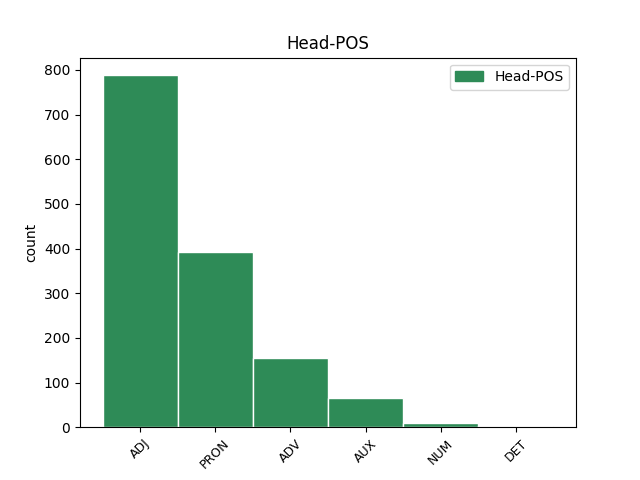 Head-POS
Head-POS
800
700
600
500
400
300
200
100
0
count
ADJ
PRON
ADV
AUX
NUM
DET